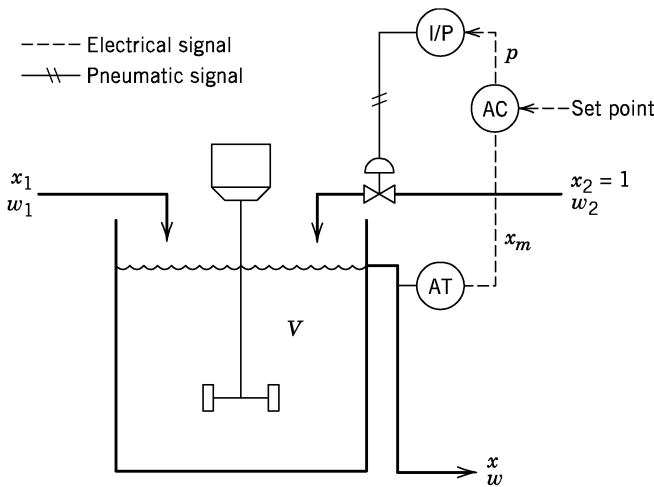 Electrical signal
Pneumatic signal
I/P
p
AC
Set point
x₁
w₁
x₂ = 1
w₂
xₘ
AT
V
x
w